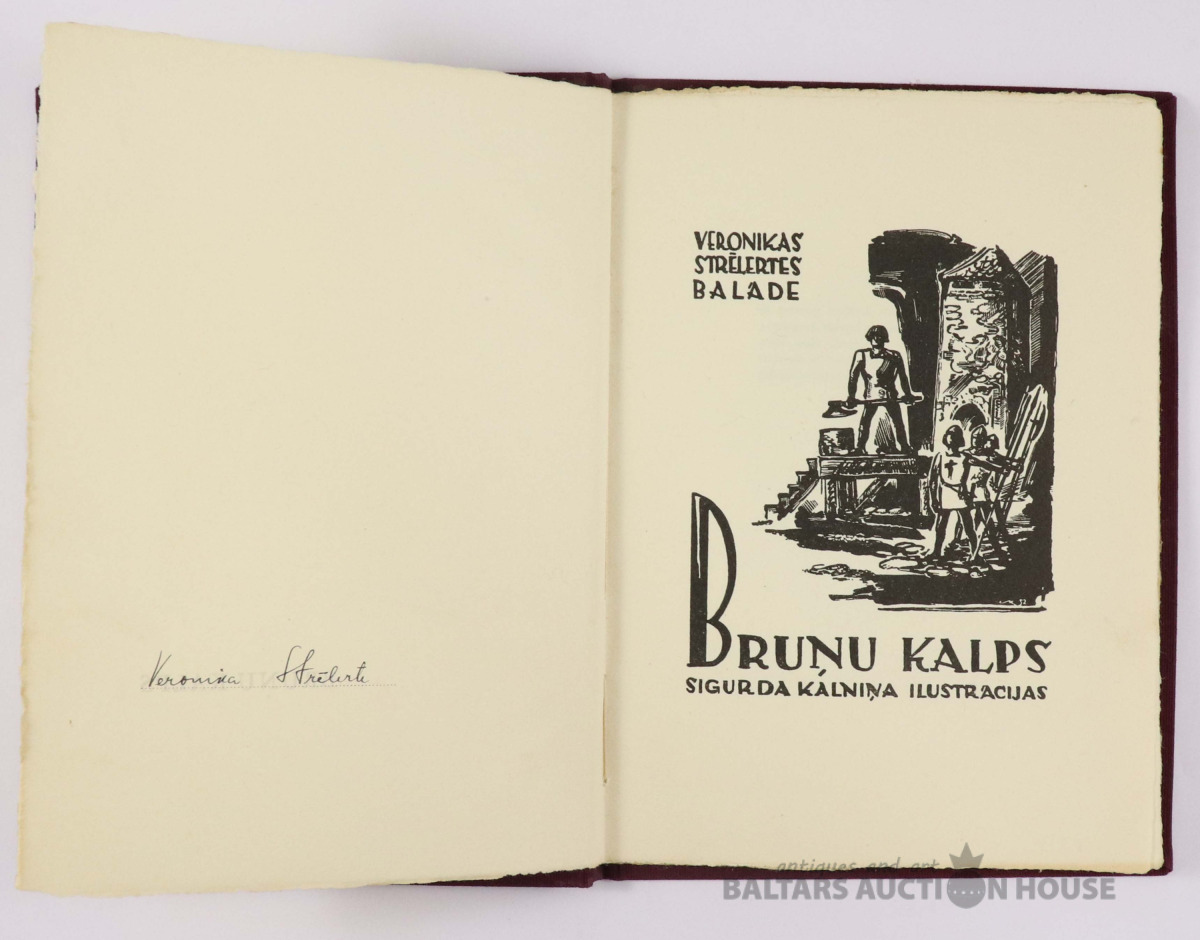 Veronika Strēlerte
VERONIKAS
STRĒLERTES
BALĀDE
BRUŅU KALPS
SIGURDA KĀLNIŅA ILUSTRĀCIJAS
antiques and art
BALTARS AUCTION HOUSE